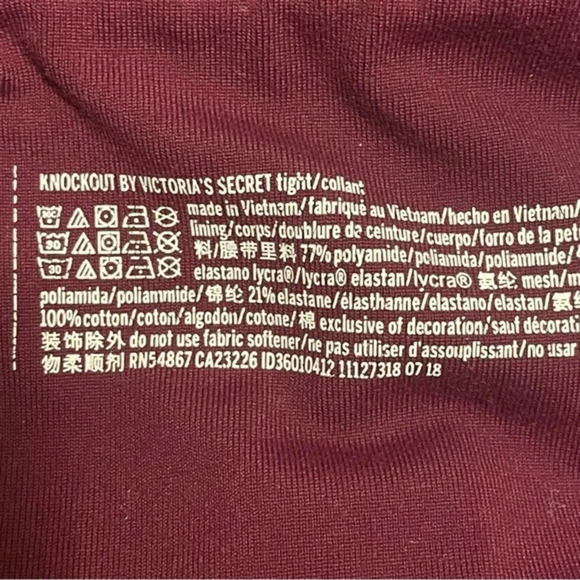 KNOCKOUT BY VICTORIA'S SECRET tight/collant
made in Vietnam/fabriqué au Vietnam/hecho en Vietnam/
lining/corps/doublure de ceinture/cuerpo/forro de la
料/腰带里料 77% polyamide/poliamida/poliammide/
elastano lycra®/lycra® elastan/lycra® 氨纶 mesh/
poliamida/poliammide/锦纶 21% elastane/élasthanne/elastano/elastan/氨纶
100% cotton/coton/algodón/cotone/棉 exclusive of decoration/sauf
装饰除外 do not use fabric softener/ne pas utiliser d'assouplissant/no usar
物柔顺剂 RN54867 CA23226 ID36010412 11127318 07 18